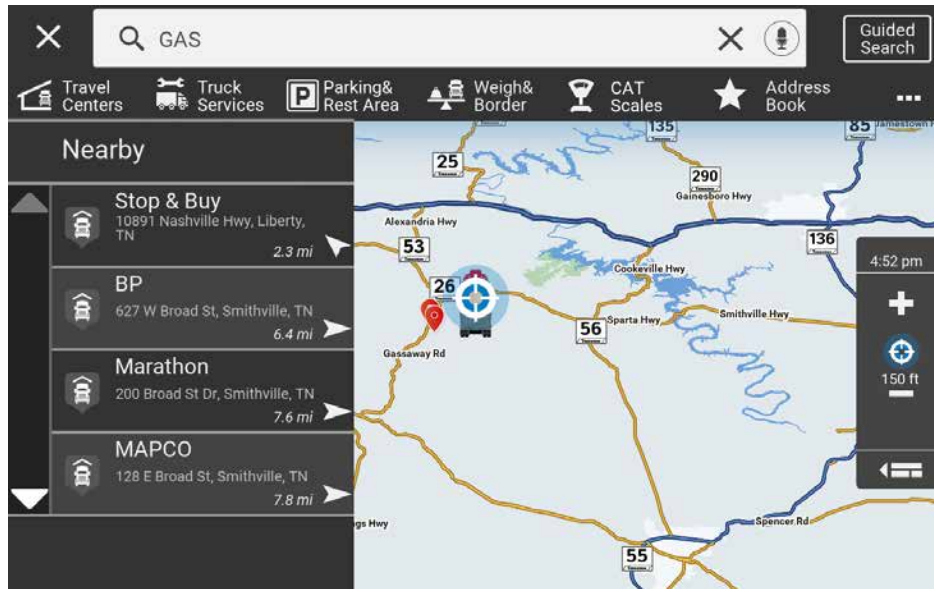 GAS
Guided
Search
Travel
Centers
Truck
Services
P
Parking&
Rest Area
Weigh&
Border
CAT
Scales
Address
Book
Nearby
Stop & Buy
10891 Nashville Hwy, Liberty,
TN
2.3 mi
BP
627 W Broad St, Smithville, TN
6.4 mi
Marathon
200 Broad St Dr, Smithville, TN
7.6 mi
MAPCO
128 E Broad St, Smithville, TN
7.8 mi
135
85
Jamestown
25
290
Gainesboro Hwy
Alexandria Hwy
53
136
Cookeville Hwy
26
Sparta Hwy
56
Smithville Hwy
Gassaway Rd
gs Hwy
Spencer Rd
55
4:52 pm
150 ft